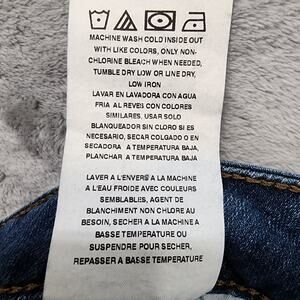 MACHINE WASH COLD INSIDE OUT
WITH LIKE COLORS, ONLY NON-
CHLORINE BLEACH WHEN NEEDED,
TUMBLE DRY LOW OR LINE DRY,
LOW IRON
LAVAR EN LAVADORA CON AGUA
FRIA AL REVES CON COLORES
SIMILARES, USAR SOLO
BLANQUEADOR SIN CLORO SI ES
NECESARIO, SECAR COLGADO O EN
SECADORA A TEMPERATURA BAJA,
PLANCHAR A TEMPERATURA BAJA
LAVER A L'ENVERS A LA MACHINE
A L'EAU FROIDE AVEC COULEURS
SEMBLABLES, AGENT DE
BLANCHIMENT NON CHLORE AU
BESOIN, SECHER A LA MACHINE A
BASSE TEMPERATURE OU
SUSPENDRE POUR SECHER,
REPASSER A BASSE TEMPERATURE